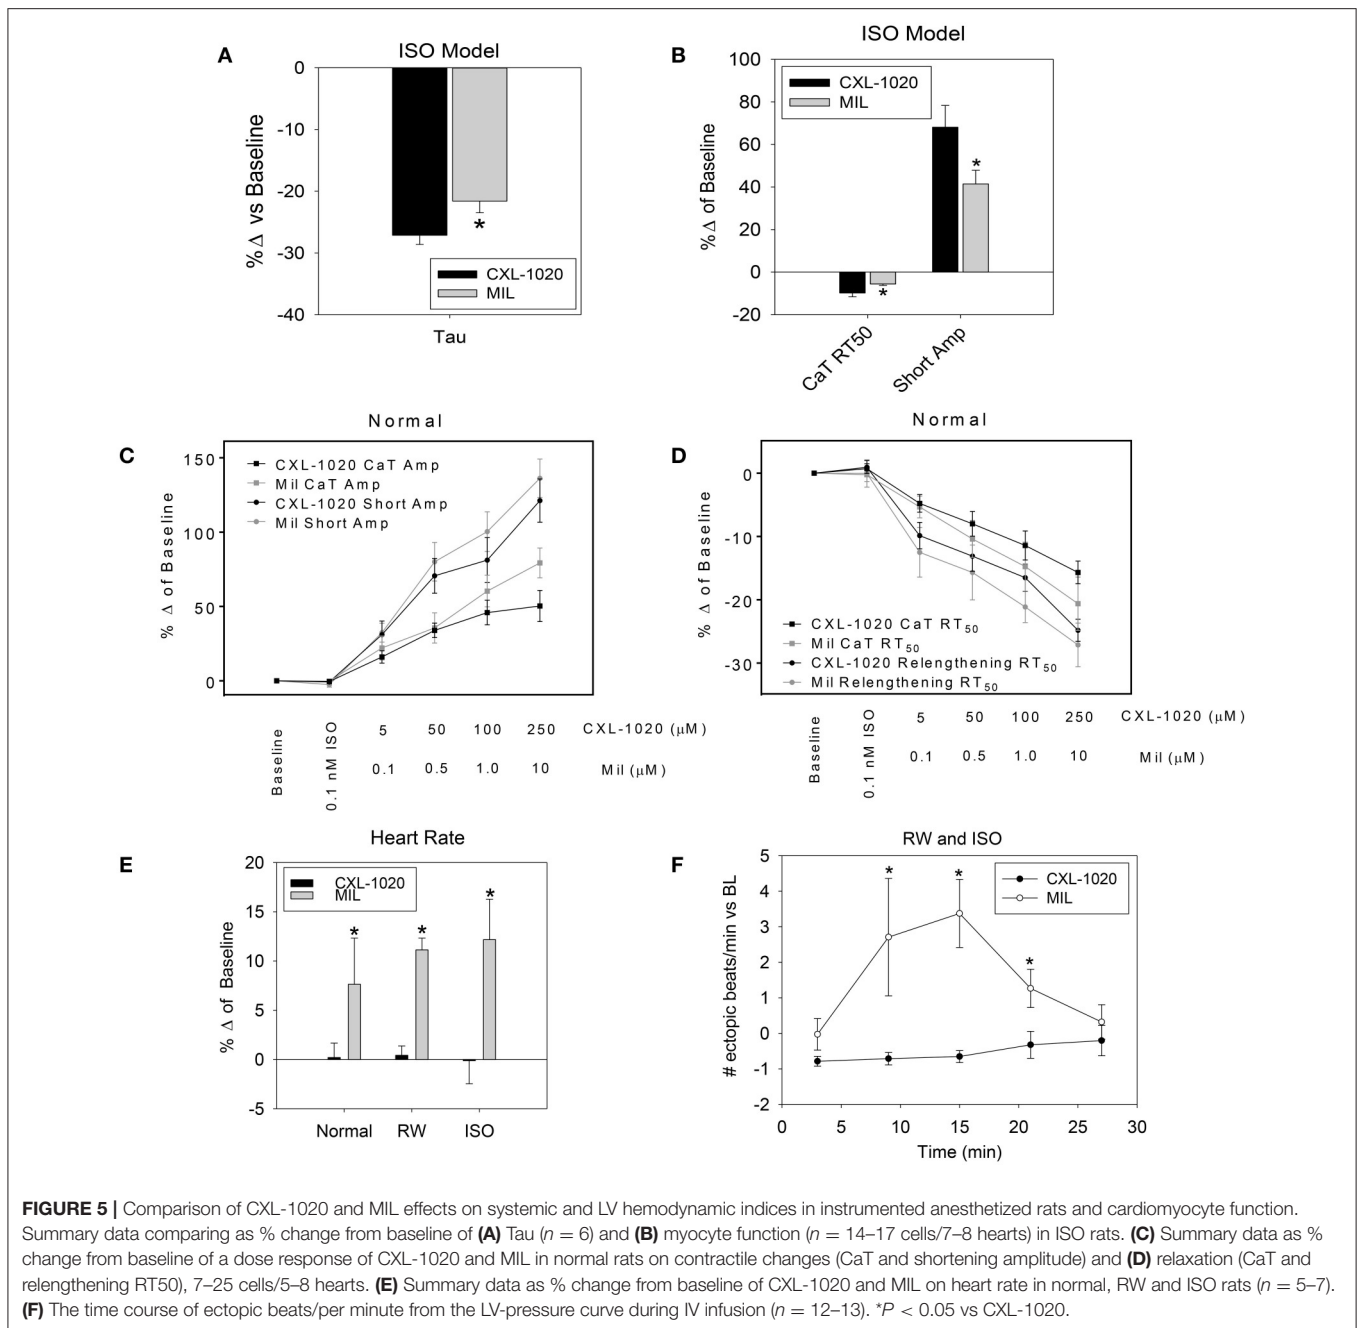 A
ISO Model
0
-10
-20
-30
-40
% Δ vs Baseline
*
CXL-1020
MIL
Tau
B
ISO Model
100
80
60
40
20
0
-20
% Δ of Baseline
CXL-1020
MIL
*
*
CaT RT50
Short Amp
C
Normal
150
100
50
0
% Δ of Baseline
CXL-1020 CaT Amp
Mil CaT Amp
CXL-1020 Short Amp
Mil Short Amp
Baseline
0.1 nM ISO
5 50 100 250 CXL-1020 (μM)
0.1 0.5 1.0 10 Mil (μM)
D
Normal
0
-10
-20
-30
% Δ of Baseline
CXL-1020 CaT RT50
Mil CaT RT50
CXL-1020 Relengthening RT50
Mil Relengthening RT50
Baseline
0.1 nM ISO
5 50 100 250 CXL-1020 (μM)
0.1 0.5 1.0 10 Mil (μM)
E
Heart Rate
20
15
10
5
0
-5
% Δ of Baseline
CXL-1020
MIL
* * *
Normal RW ISO
F
RW and ISO
5
4
3
2
1
0
-1
-2
# ectopic beats/min vs BL
CXL-1020
MIL
* * *
0 5 10 15 20 25 30
Time (min)
FIGURE 5 | Comparison of CXL-1020 and MIL effects on systemic and LV hemodynamic indices in instrumented anesthetized rats and cardiomyocyte function.
Summary data comparing as % change from baseline of (A) Tau (n = 6) and (B) myocyte function (n = 14–17 cells/7–8 hearts) in ISO rats. (C) Summary data as %
change from baseline of a dose response of CXL-1020 and MIL in normal rats on contractile changes (CaT and shortening amplitude) and (D) relaxation (CaT and
relengthening RT50), 7–25 cells/5–8 hearts. (E) Summary data as % change from baseline of CXL-1020 and MIL on heart rate in normal, RW and ISO rats (n = 5–7).
(F) The time course of ectopic beats/per minute from the LV-pressure curve during IV infusion (n = 12–13). *P < 0.05 vs CXL-1020.